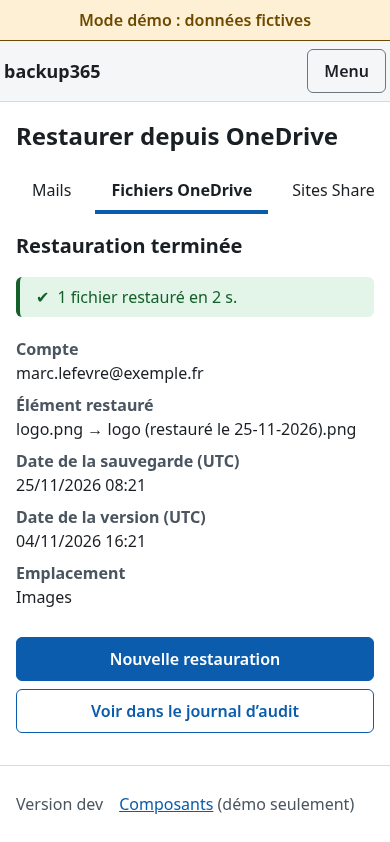 Mode démo : données fictives
backup365
Menu
Restaurer depuis OneDrive
Mails
Fichiers OneDrive
Sites Share
Restauration terminée
✔ 1 fichier restauré en 2 s.
Compte
marc.lefevre@exemple.fr
Élément restauré
logo.png → logo (restauré le 25-11-2026).png
Date de la sauvegarde (UTC)
25/11/2026 08:21
Date de la version (UTC)
04/11/2026 16:21
Emplacement
Images
Nouvelle restauration
Voir dans le journal d’audit
Version dev Composants (démo seulement)